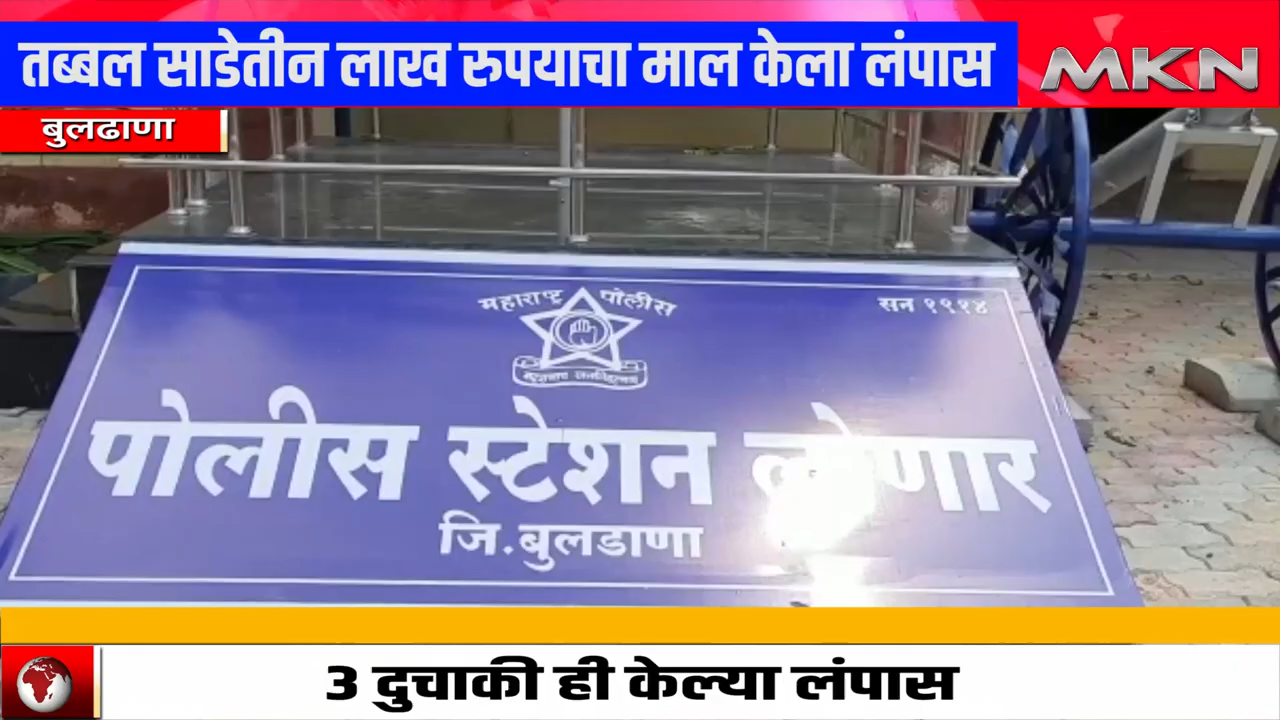 तब्बल साडेतीन लाख रुपयाचा माल केला लंपास
MKN
बुलढाणा
महाराष्ट्र पोलीस
सन १९१४
पोलीस स्टेशन लोणार
जि.बुलडाणा
3 दुचाकी ही केल्या लंपास